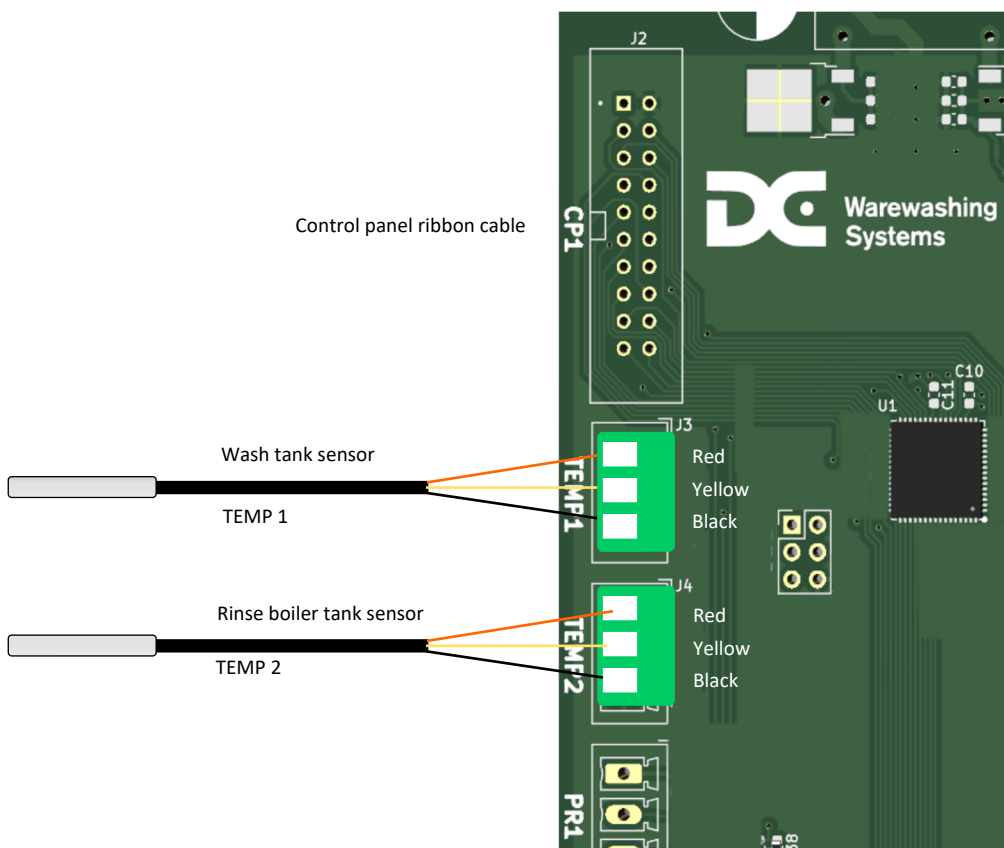 J2
CP1
Control panel ribbon cable
DC
Warewashing
Systems
C10
C11
U1
J3
Wash tank sensor
TEMP1
Red
Yellow
Black
TEMP 1
J4
Rinse boiler tank sensor
TEMP2
Red
Yellow
Black
TEMP 2
PR1